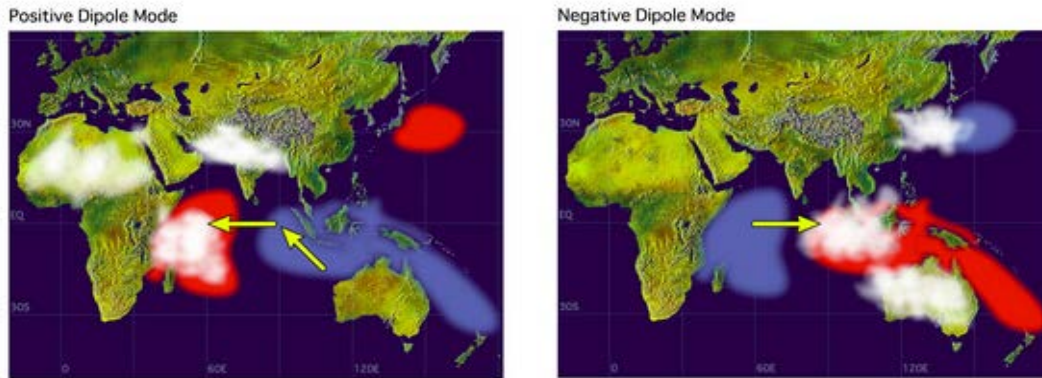 Positive Dipole Mode
30N
EQ
30S
0
60E
120E
Negative Dipole Mode
30N
EQ
30S
0
60E
120E